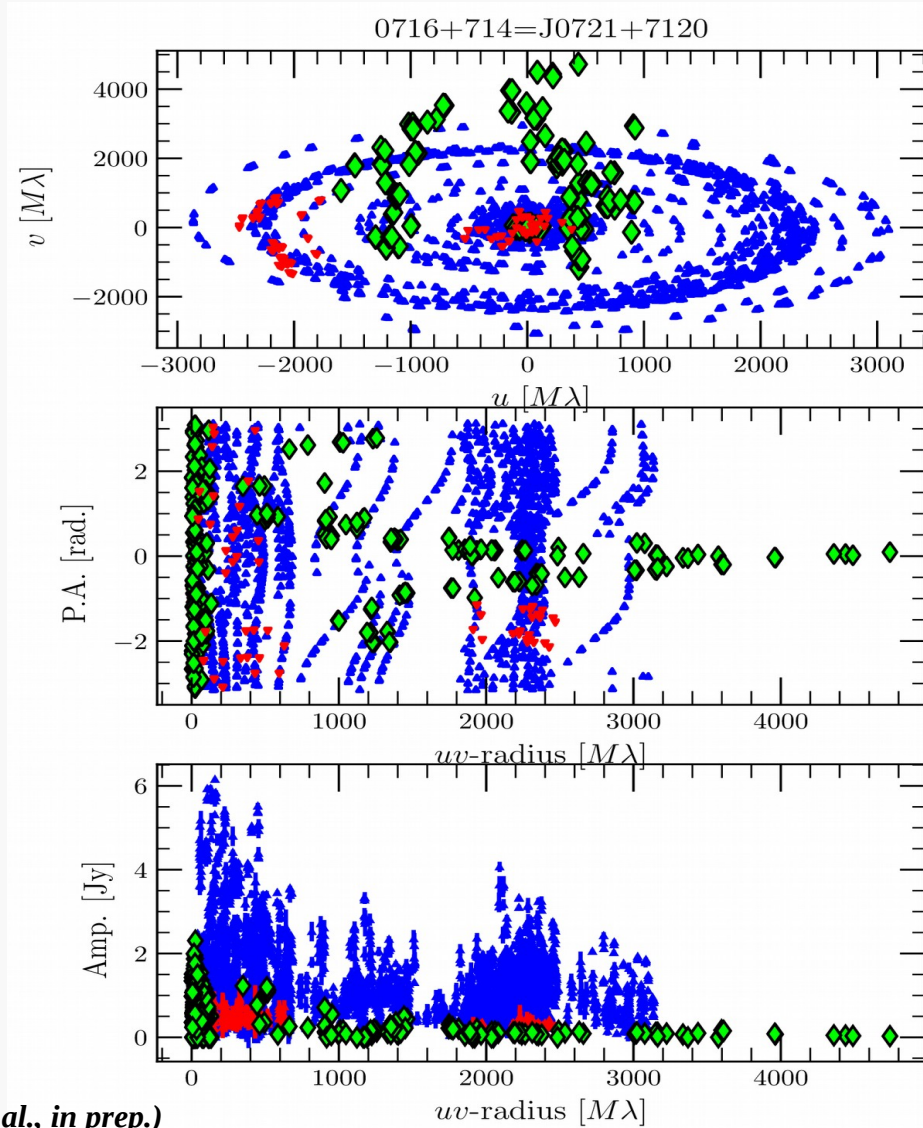 0716+714=J0721+7120
4000
2000
0
−2000
v [Mλ]
−3000 −2000 −1000 0 1000 2000 3000
u [Mλ]
2
0
−2
P.A. [rad.]
0 1000 2000 3000 4000
uv-radius [Mλ]
6
4
2
0
Amp. [Jy]
0 1000 2000 3000 4000
uv-radius [Mλ]
al., in prep.)